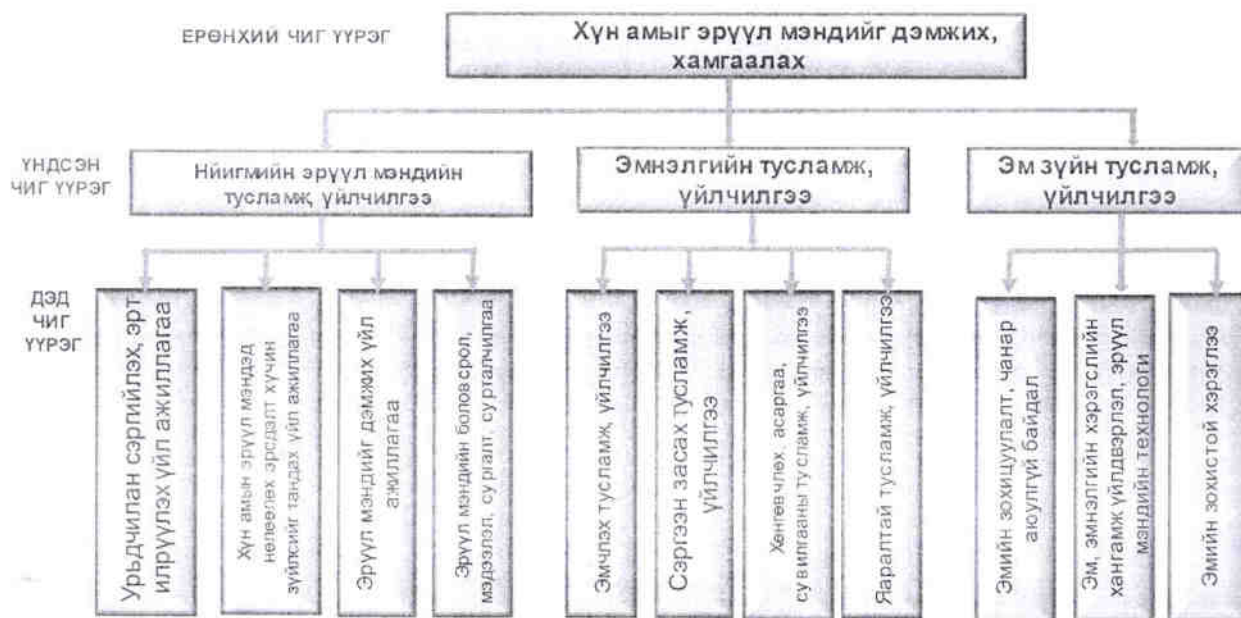 ЕРӨНХИЙ ЧИГ ҮҮРЭГ
Хүн амыг эрүүл мэндийг дэмжих,
хамгаалах
ҮНДСЭН
ЧИГ ҮҮРЭГ
Нйигмийн эрүүл мэндийн
тусламж, үйлчилгээ
Эмнэлгийн тусламж,
үйлчилгээ
Эм зүйн тусламж,
үйлчилгээ
ДЭД
ЧИГ
ҮҮРЭГ
Урьдчилан сэргийлэх, эрт
илрүүлэх үйл ажиллагаа
Хүн амын эрүүл мэндэд
нөлөөлөх эрсдэлт хүчин
зүйлсийг тандах үйл ажиллагаа
Эрүүл мэндийг дэмжих үйл
ажиллагаа
Эрүүл мэндийн боловсрол,
мэдээлэл, сургалт, сурталчилгаа
Эмчлэх тусламж, үйлчилгээ
Сэргээн засах тусламж,
үйлчилгээ
Хөнгөвчлөх, асаргаа,
сувилгааны тусламж, үйлчилгээ
Яаралтай тусламж, үйлчилгээ
Эмийн зохицуулалт, чанар
аюулгүй байдал
Эм, эмнэлгийн хэрэгслийн
хангамж үйлдвэрлэл, эрүүл
мэндийн технологи
Эмийн зохистой хэрэглээ